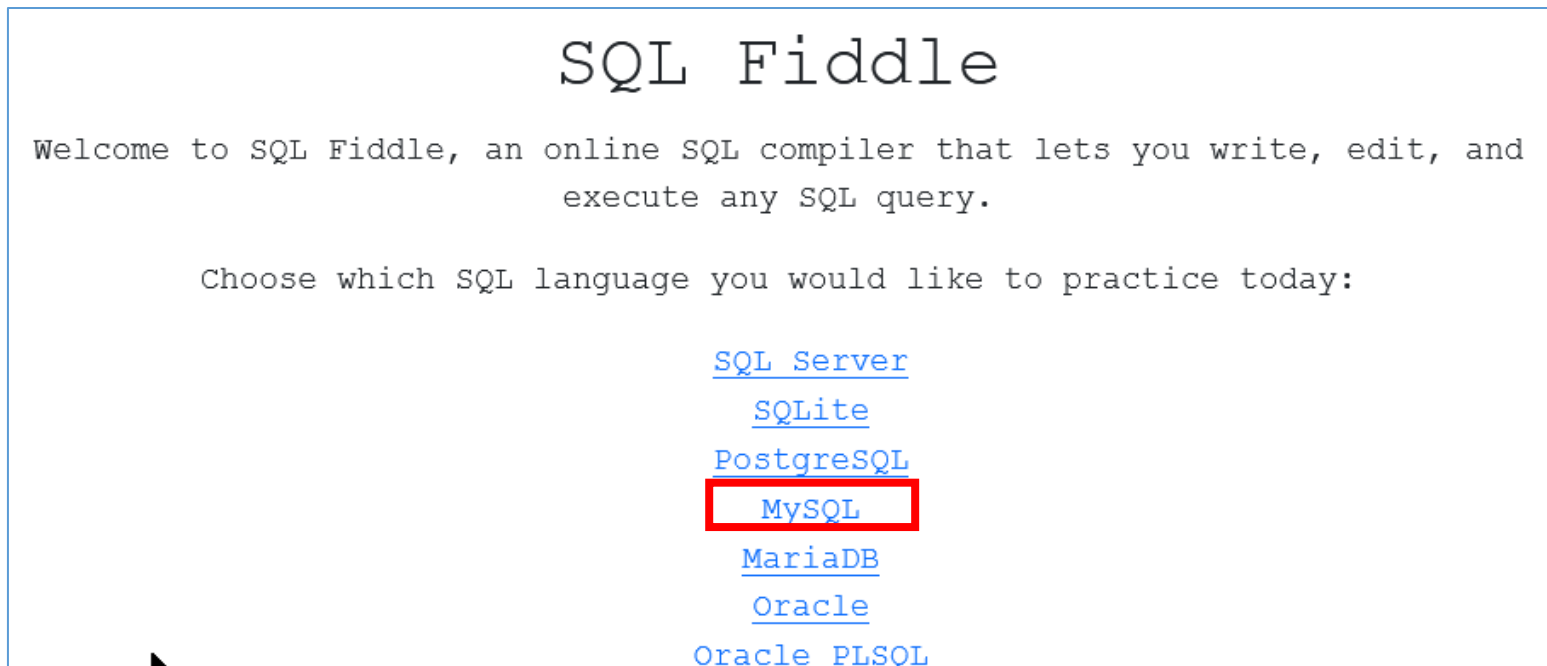 SQL Fiddle
Welcome to SQL Fiddle, an online SQL compiler that lets you write, edit, and
execute any SQL query.
Choose which SQL language you would like to practice today:
SQL Server
SQLite
PostgreSQL
MySQL
MariaDB
Oracle
Oracle PLSQL